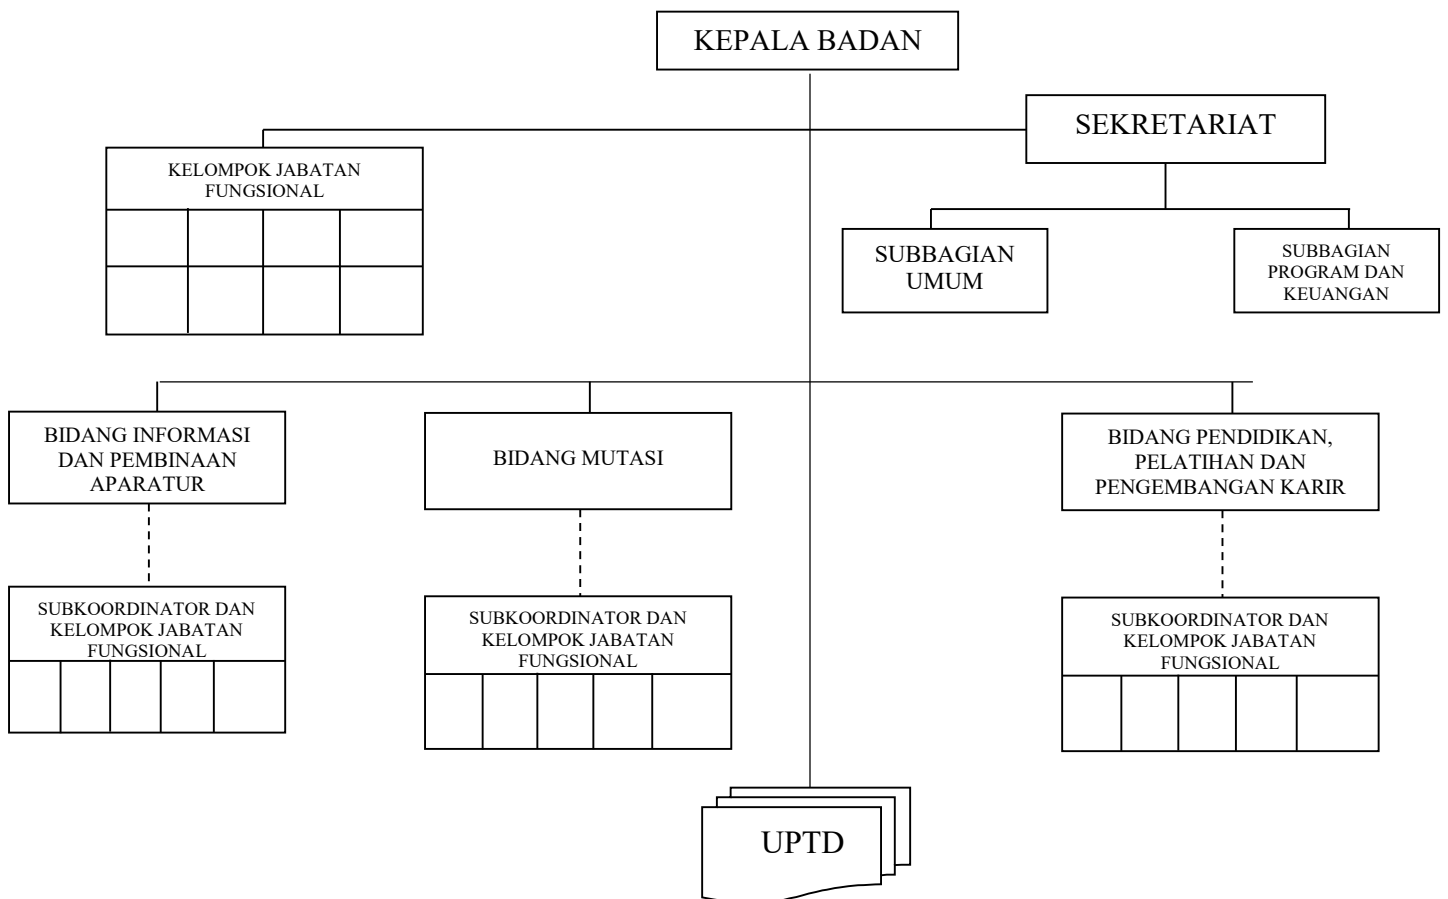 KEPALA BADAN
SEKRETARIAT
KELOMPOK JABATAN
FUNGSIONAL
SUBBAGIAN
UMUM
SUBBAGIAN
PROGRAM DAN
KEUANGAN
BIDANG INFORMASI
DAN PEMBINAAN
APARATUR
BIDANG MUTASI
BIDANG PENDIDIKAN,
PELATIHAN DAN
PENGEMBANGAN KARIR
SUBKOORDINATOR DAN
KELOMPOK JABATAN
FUNGSIONAL
SUBKOORDINATOR DAN
KELOMPOK JABATAN
FUNGSIONAL
SUBKOORDINATOR DAN
KELOMPOK JABATAN
FUNGSIONAL
UPTD